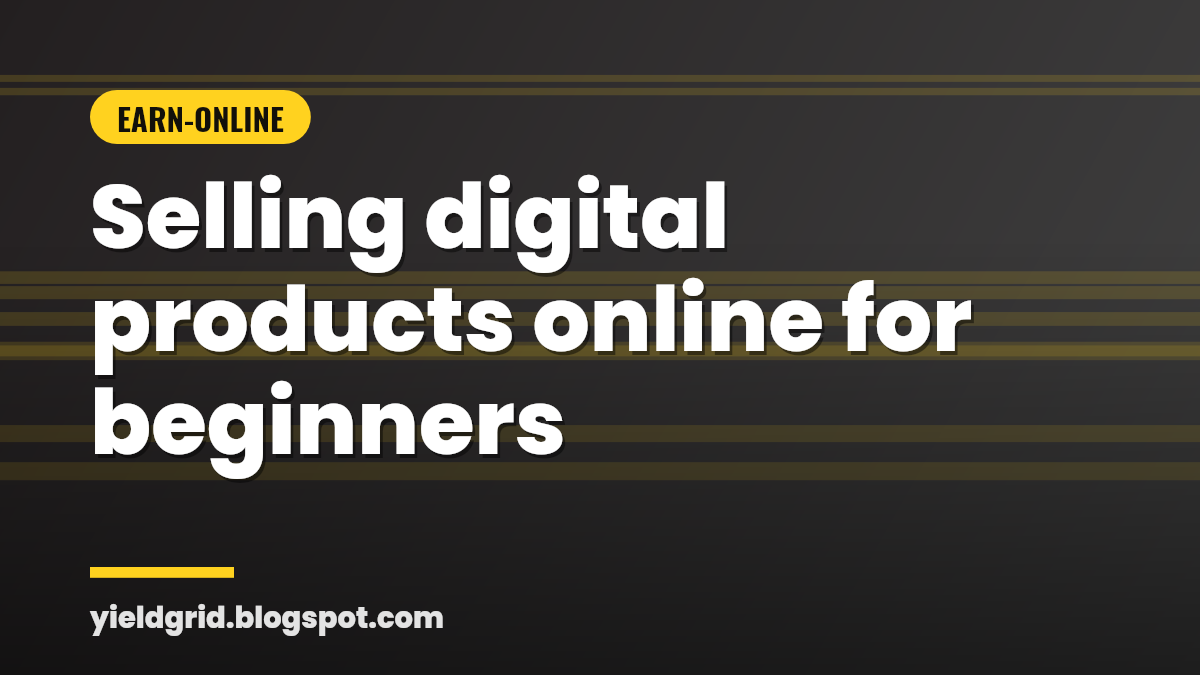 EARN-ONLINE
Selling digital
products online for
beginners
yieldgrid.blogspot.com